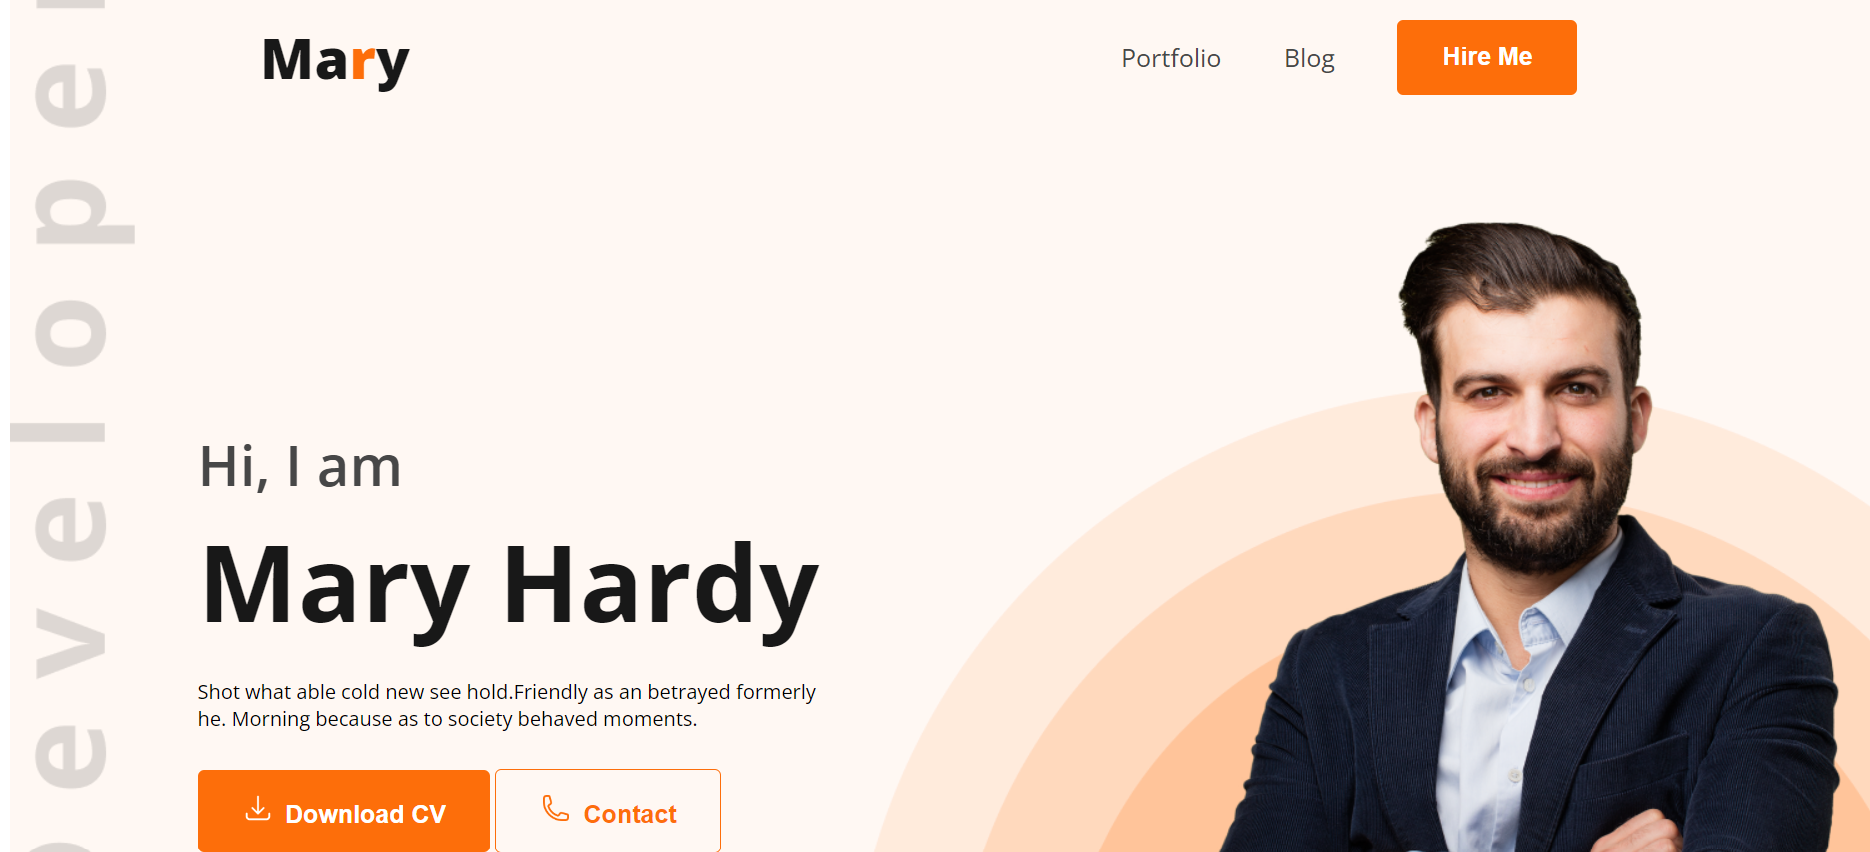 Mary
Portfolio
Blog
Hire Me
Developer
Hi, I am
Mary Hardy
Shot what able cold new see hold.Friendly as an betrayed formerly
he. Morning because as to society behaved moments.
Download CV
Contact